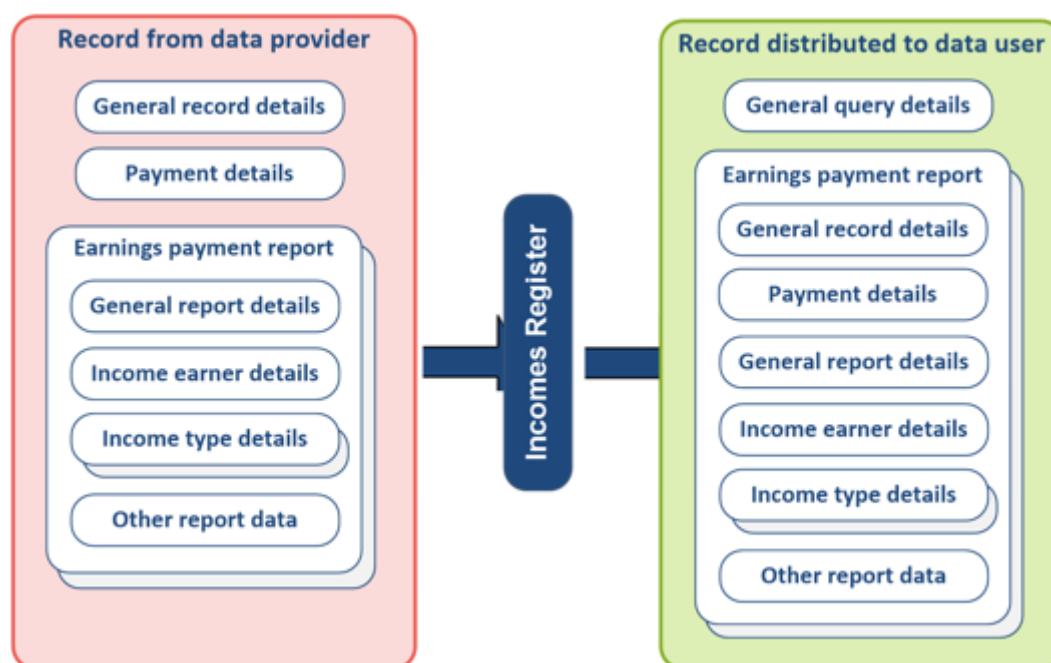 Record from data provider
General record details
Payment details
Earnings payment report
General report details
Income earner details
Income type details
Other report data
Incomes Register
Record distributed to data user
General query details
Earnings payment report
General record details
Payment details
General report details
Income earner details
Income type details
Other report data